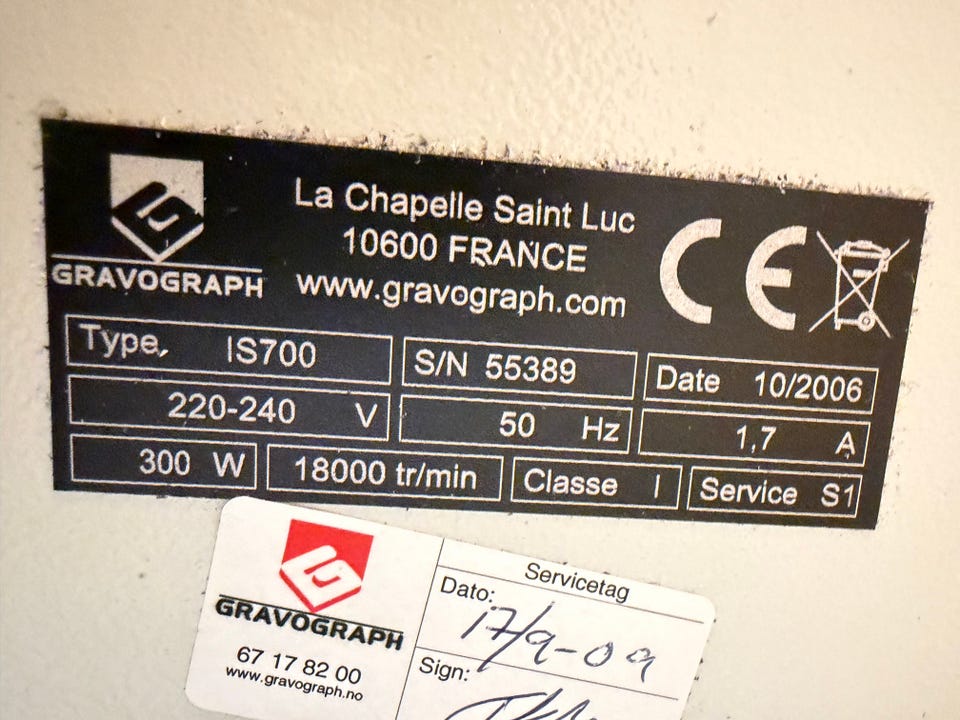 GRAVOGRAPH
La Chapelle Saint Luc
10600 FRANCE
www.gravograph.com
CE
Type. IS700
S/N 55389
Date 10/2006
220-240 V
50 Hz
1,7 A
300 W
18000 tr/min
Classe I
Service S1
GRAVOGRAPH
67 17 82 00
www.gravograph.no
Servicetag
Dato:
17/9-09
Sign: